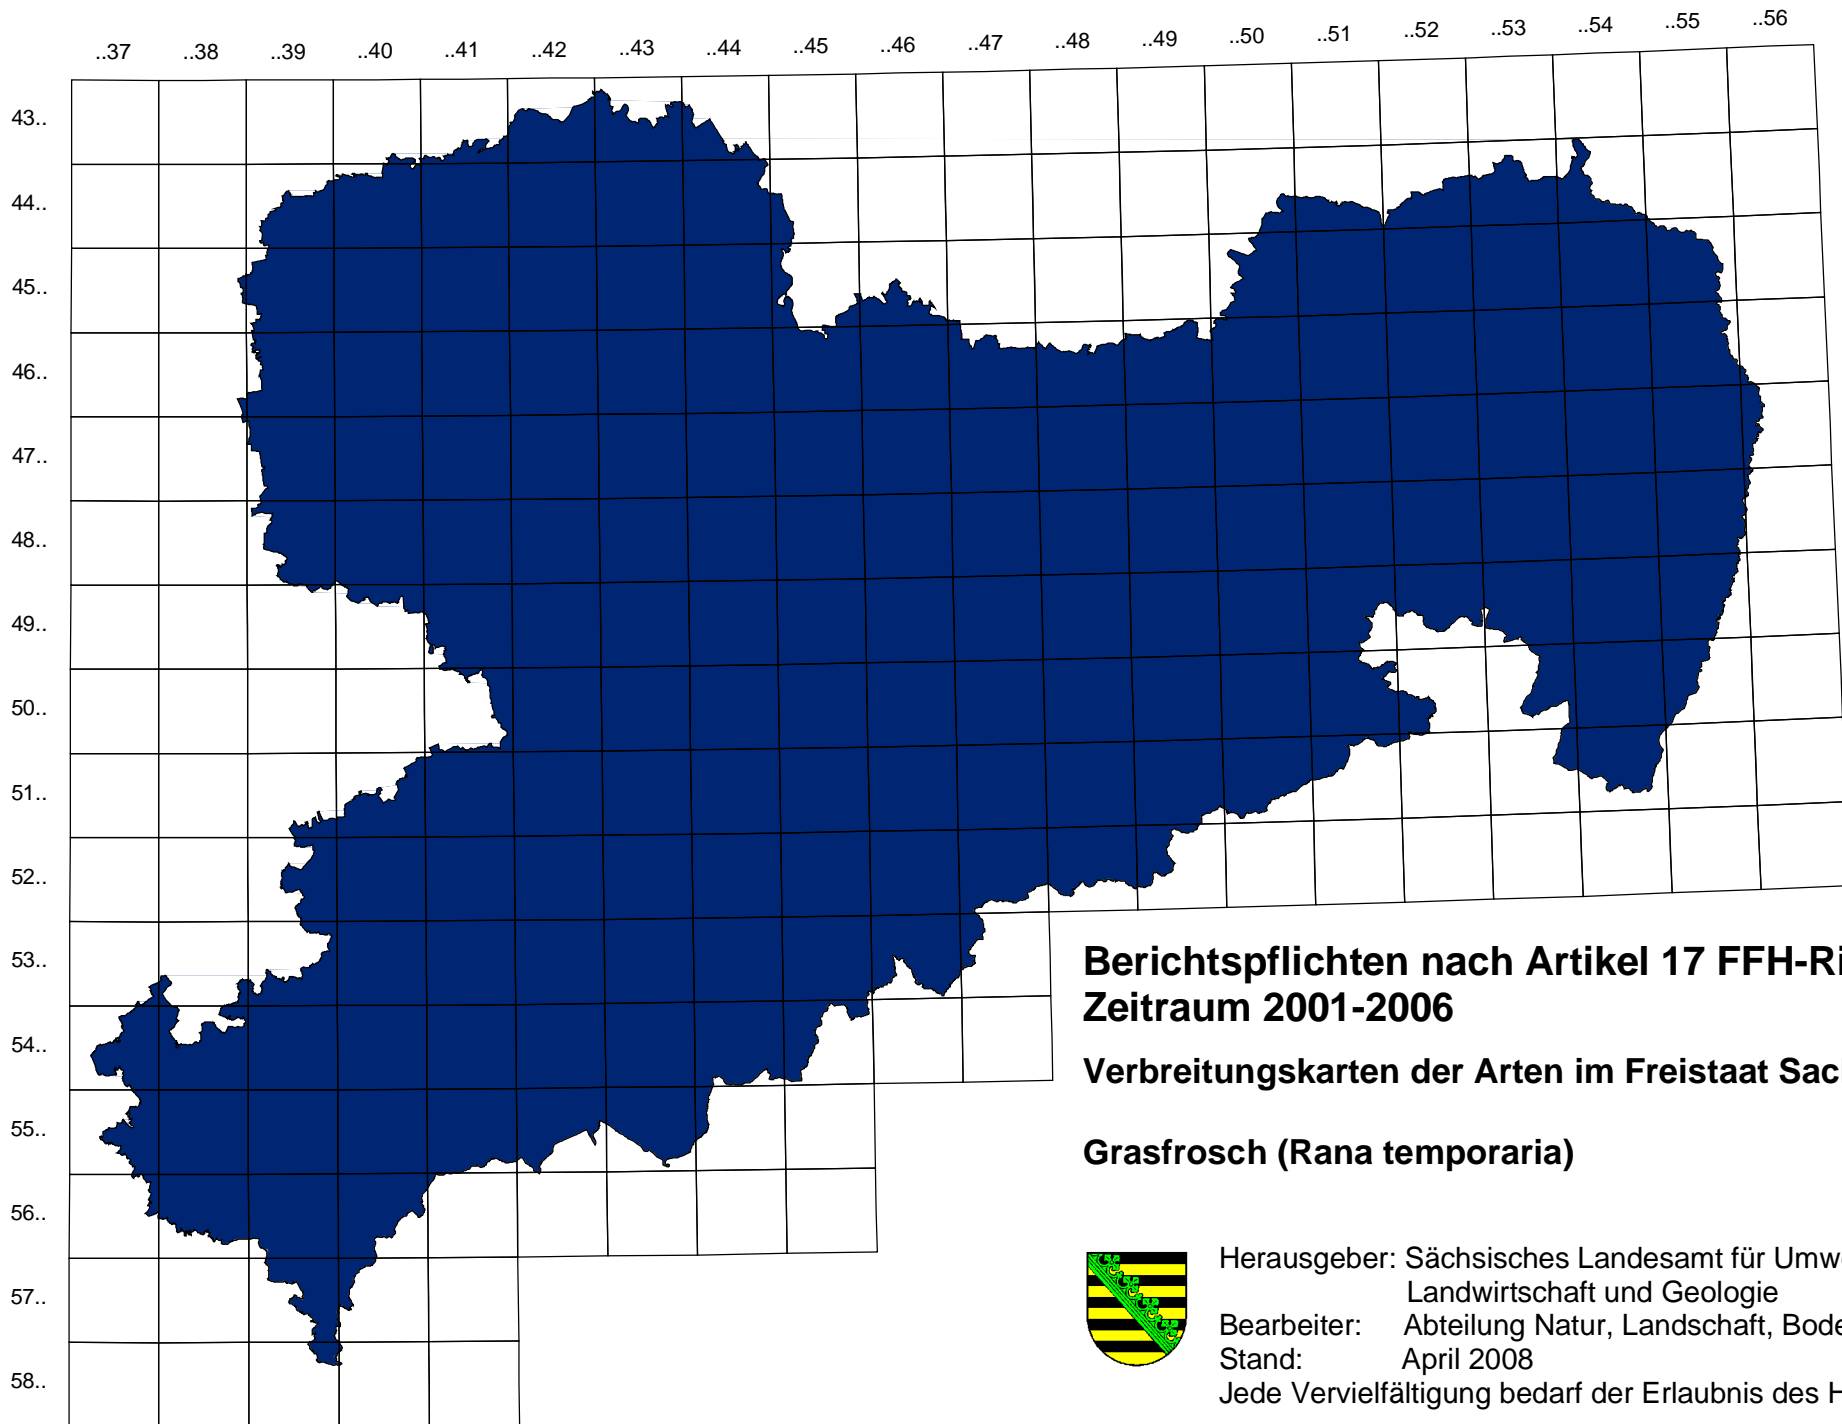 ..37 ..38 ..39 ..40 ..41 ..42 ..43 ..44 ..45 ..46 ..47 ..48 ..49 ..50 ..51 ..52 ..53 ..54 ..55 ..56
43..
44..
45..
46..
47..
48..
49..
50..
51..
52..
53..
54..
55..
56..
57..
58..
Berichtspflichten nach Artikel 17 FFH-Ri
Zeitraum 2001-2006
Verbreitungskarten der Arten im Freistaat Sac
Grasfrosch (Rana temporaria)
Herausgeber: Sächsisches Landesamt für Umwe
Landwirtschaft und Geologie
Bearbeiter: Abteilung Natur, Landschaft, Bode
Stand: April 2008
Jede Vervielfältigung bedarf der Erlaubnis des H